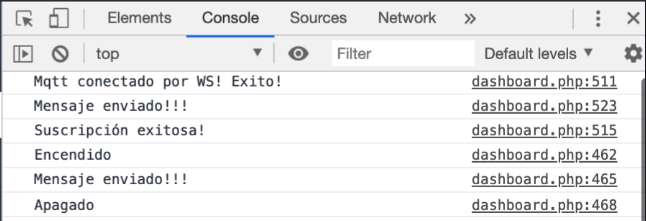 Elements Console Sources Network
top Filter Default levels
Mqtt conectado por WS! Exito! dashboard.php:511
Mensaje enviado!!! dashboard.php:523
Suscripción exitosa! dashboard.php:515
Encendido dashboard.php:462
Mensaje enviado!!! dashboard.php:465
Apagado dashboard.php:468